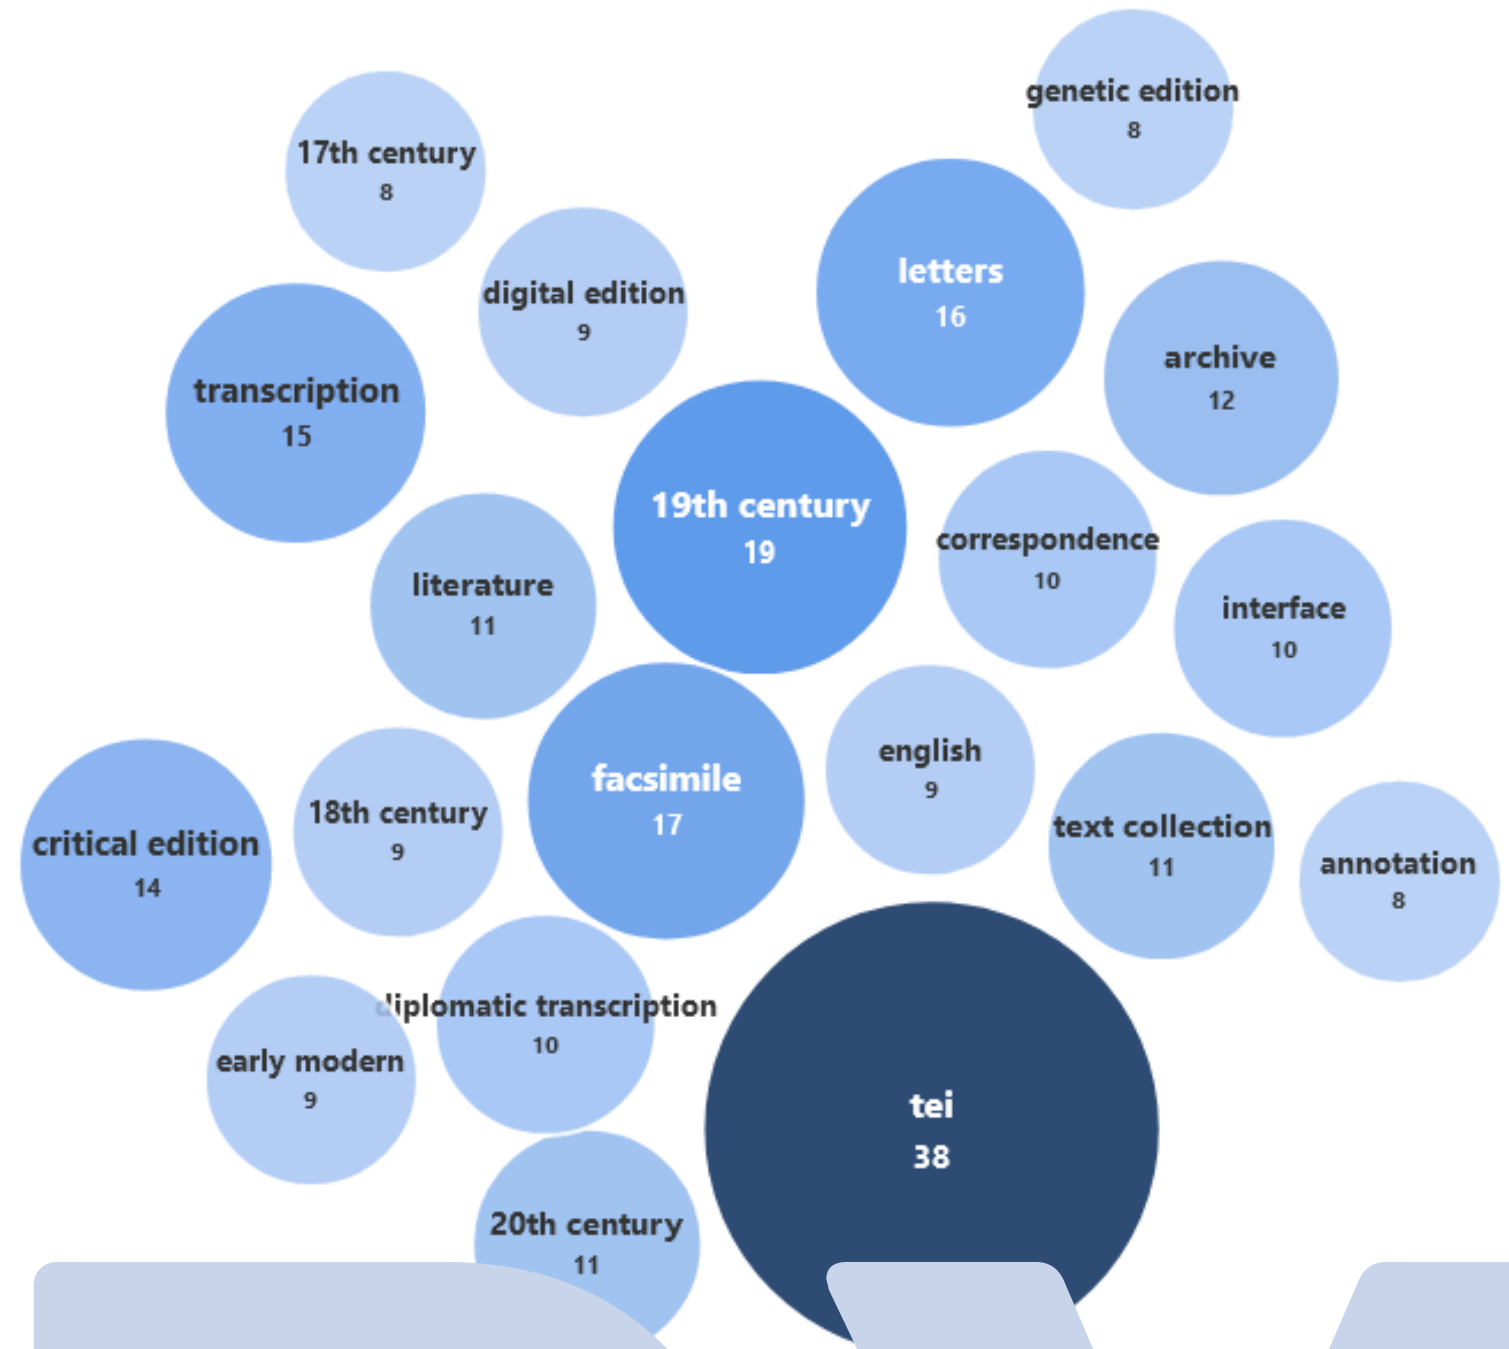 genetic edition
8
17th century
8
letters
16
digital edition
9
archive
12
transcription
15
19th century
19
correspondence
10
literature
11
interface
10
english
9
facsimile
17
18th century
9
text collection
11
critical edition
14
annotation
8
diplomatic transcription
10
early modern
9
tei
38
20th century
11